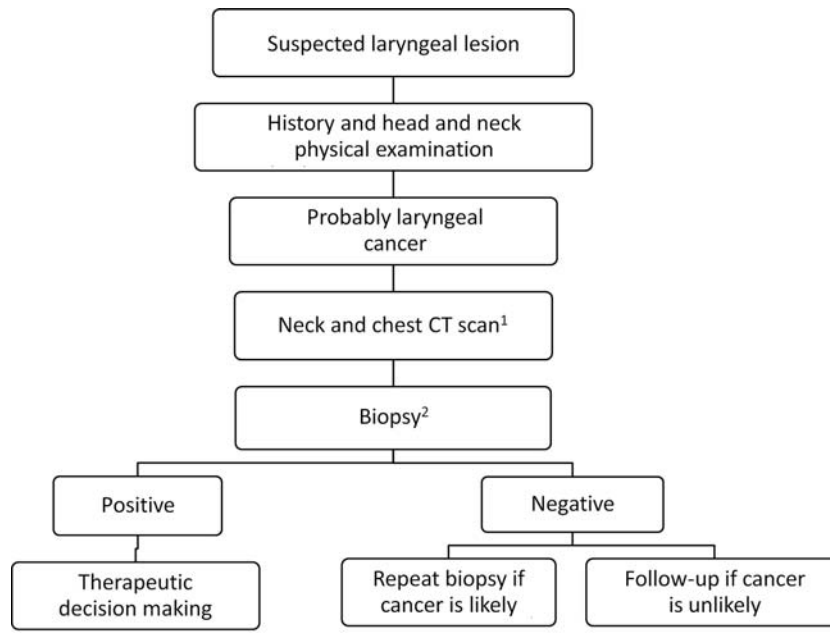 Suspected laryngeal lesion
History and head and neck
physical examination
Probably laryngeal
cancer
Neck and chest CT scan¹
Biopsy²
Positive
Negative
Therapeutic
decision making
Repeat biopsy if
cancer is likely
Follow-up if cancer
is unlikely